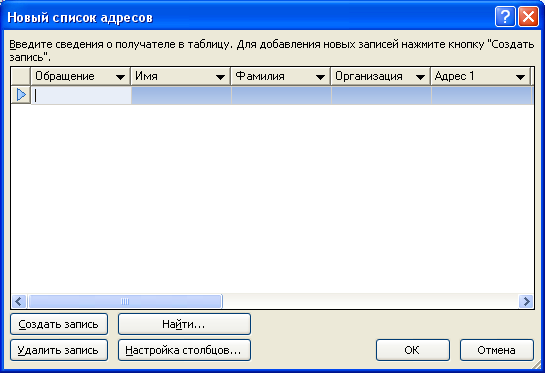 Новый список адресов
Введите сведения о получателе в таблицу. Для добавления новых записей нажмите кнопку "Создать
запись".
Обращение Имя Фамилия Организация Адрес 1
Создать запись Найти...
Удалить запись Настройка столбцов... ОК Отмена